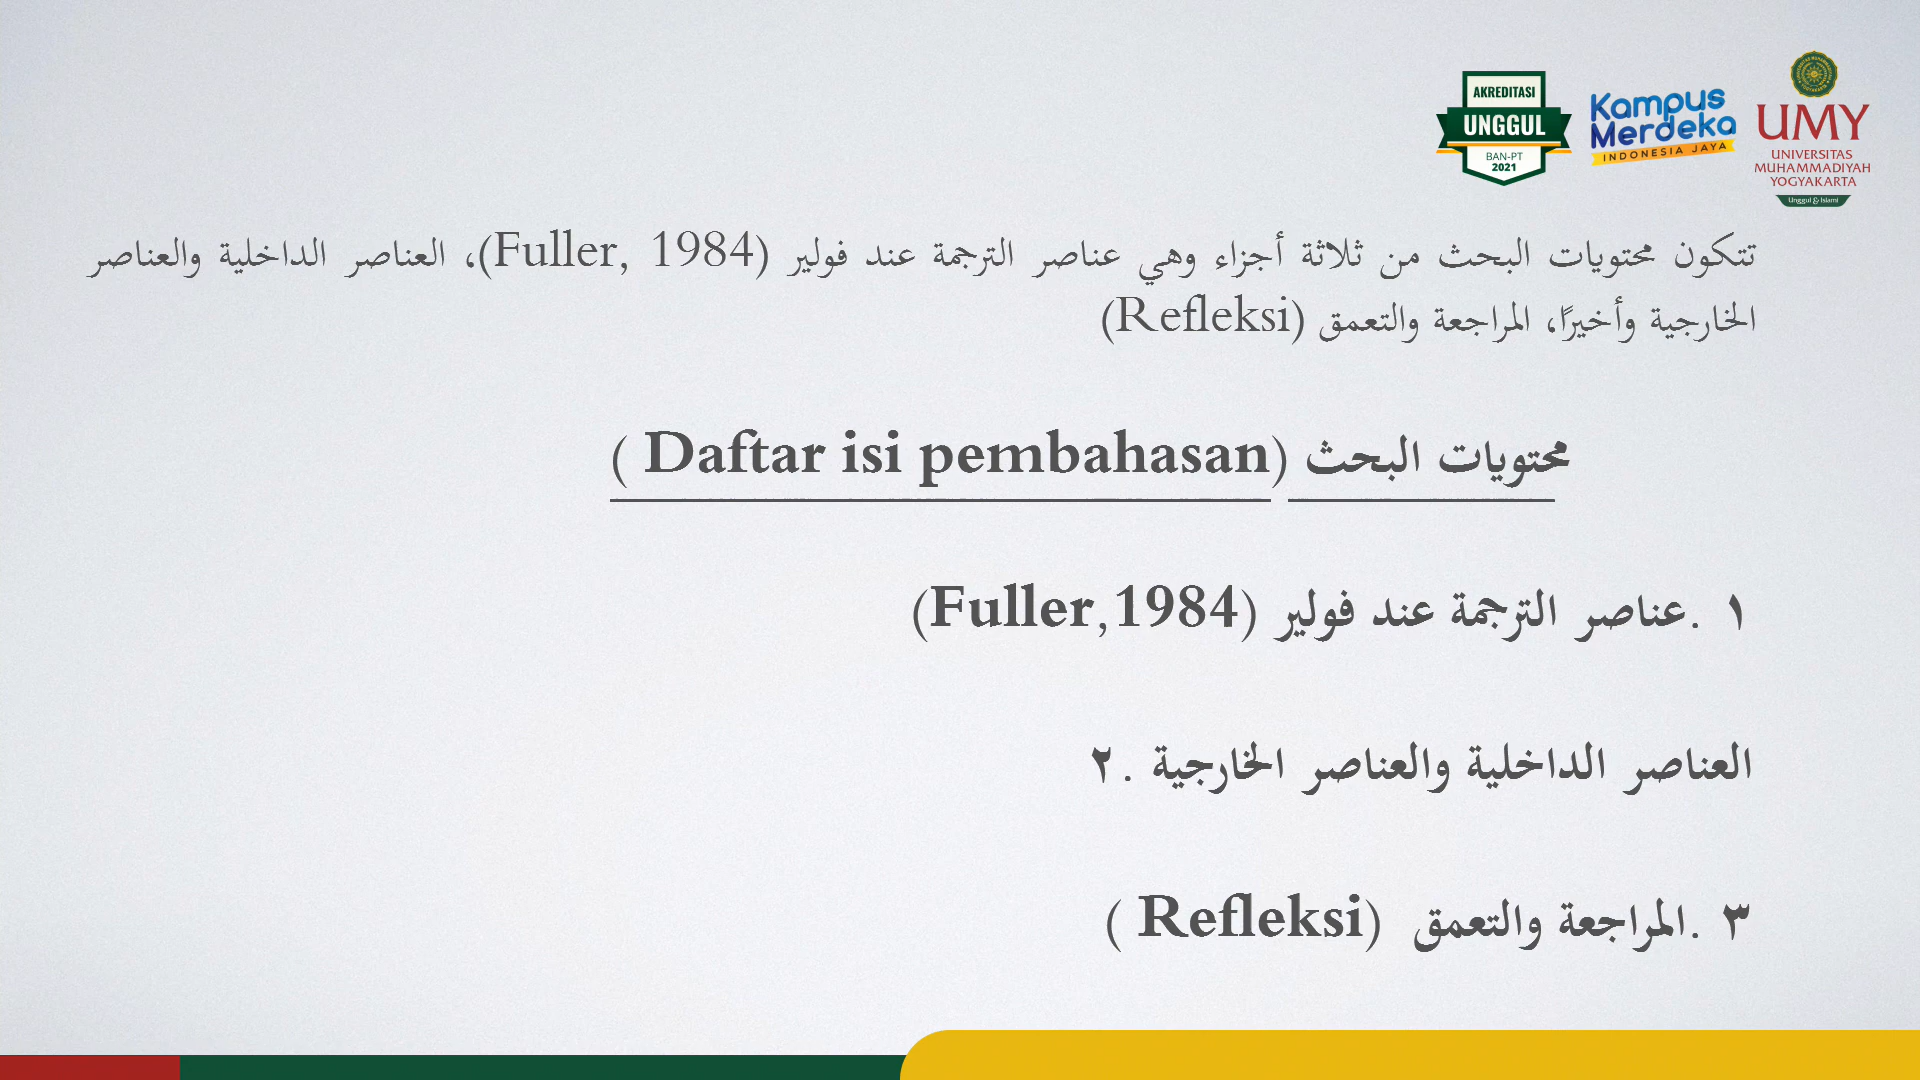 AKREDITASI
UNGGUL
BAN-PT
2021
Kampus
Merdeka
INDONESIA JAYA
UMY
UNIVERSITAS
MUHAMMADIYAH
YOGYAKARTA
Unggul & Islami
تتكون محتويات البحث من ثلاثة أجزاء وهي عناصر الترجمة عند فولير (Fuller, 1984)، العناصر الداخلية والعناصر
الخارجية وأخيرًا، المراجعة والتعمق (Refleksi)
محتويات البحث (Daftar isi pembahasan )
١ .عناصر الترجمة عند فولير (Fuller,1984)
العناصر الداخلية والعناصر الخارجية .٢
٣ .المراجعة والتعمق (Refleksi )